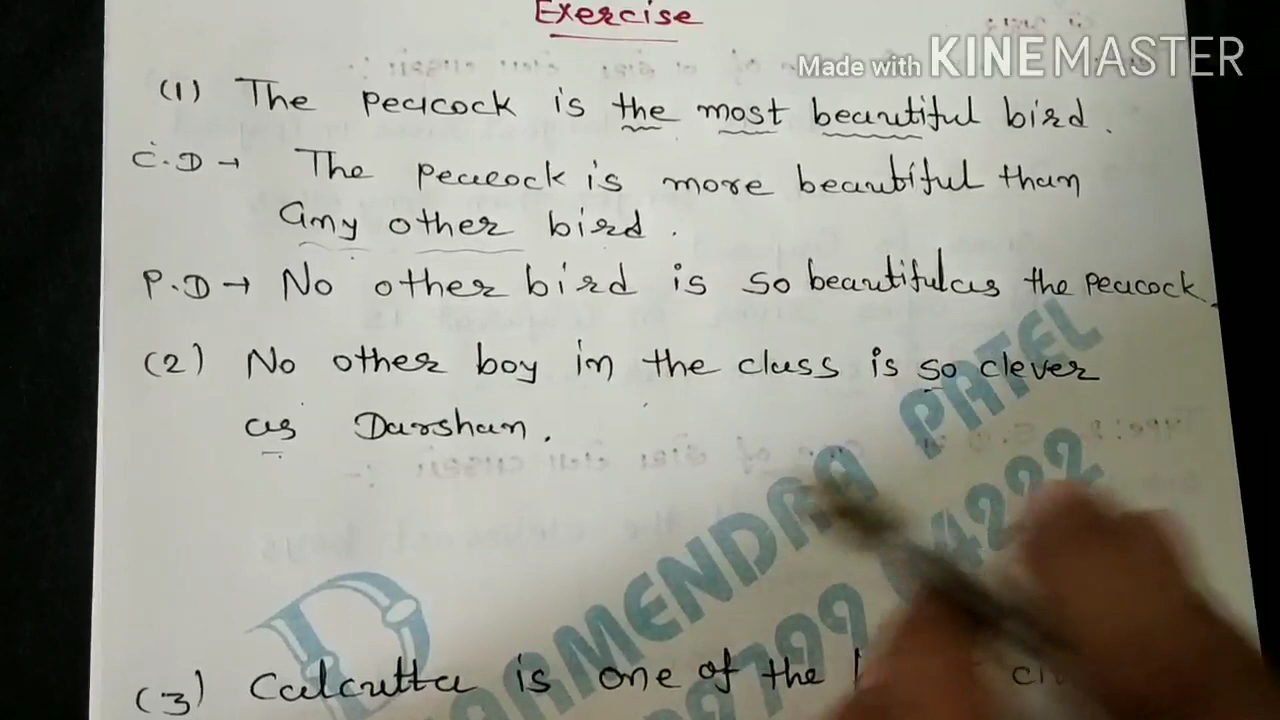 Exercise
Made with KINEMASTER
(1) The peacock is the most beautiful bird.
C.D → The peacock is more beautiful than
any other bird.
P.D → No other bird is so beautiful as the peacock.
(2) No other boy in the class is so clever
as Darshan.
PATEL
(3) Calcutta is one of the